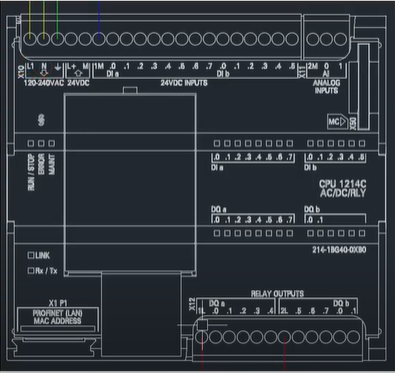 L1 N L+ M 1M .0 .1 .2 .3 .4 .5 .6 .7 .0 .1 .2 .3 .4 .5 2M 0 1
X10 X11
120-240VAC 24VDC DI a 24VDC INPUTS DI b AI
ANALOG
INPUTS
MC
X50
RUN / STOP
ERROR
MAINT
.0 .1 .2 .3 .4 .5 .6 .7 .0 .1 .2 .3 .4 .5
DI a DI b
CPU 1214C
AC/DC/RLY
DQ a DQ b
.0 .1 .2 .3 .4 .5 .6 .7 .0 .1
214-1BG40-0XB0
LINK
Rx / Tx
X1 P1
PROFINET (LAN)
MAC ADDRESS
RELAY OUTPUTS
X12
DQ a DQ b
1L .0 .1 .2 .3 .4 2L .5 .6 .7 .0 .1